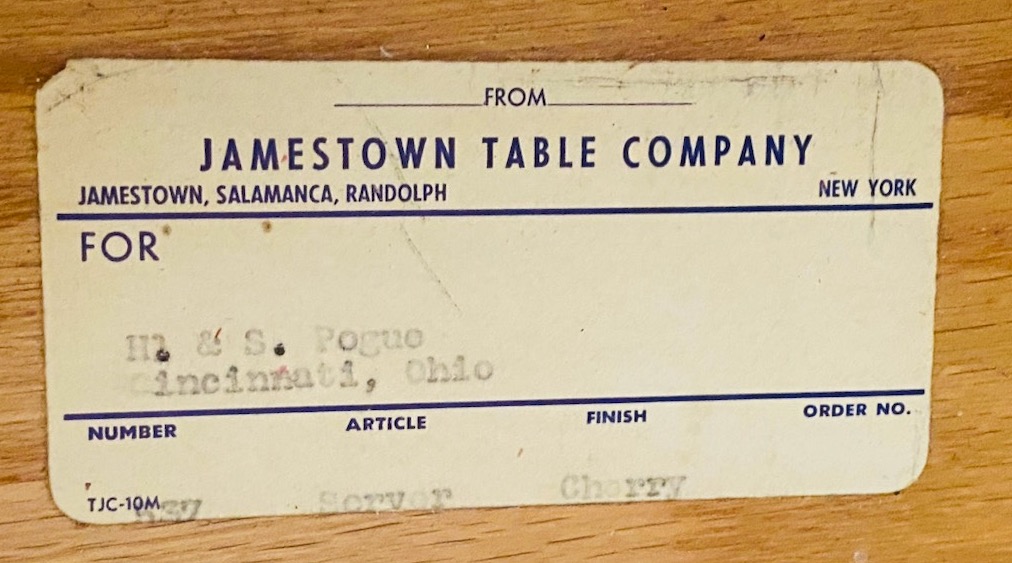 FROM
JAMESTOWN TABLE COMPANY
JAMESTOWN, SALAMANCA, RANDOLPH NEW YORK
FOR
& S. Pogue
Cincinnati, Ohio
NUMBER ARTICLE FINISH ORDER NO.
Server Cherry
TJC-10M